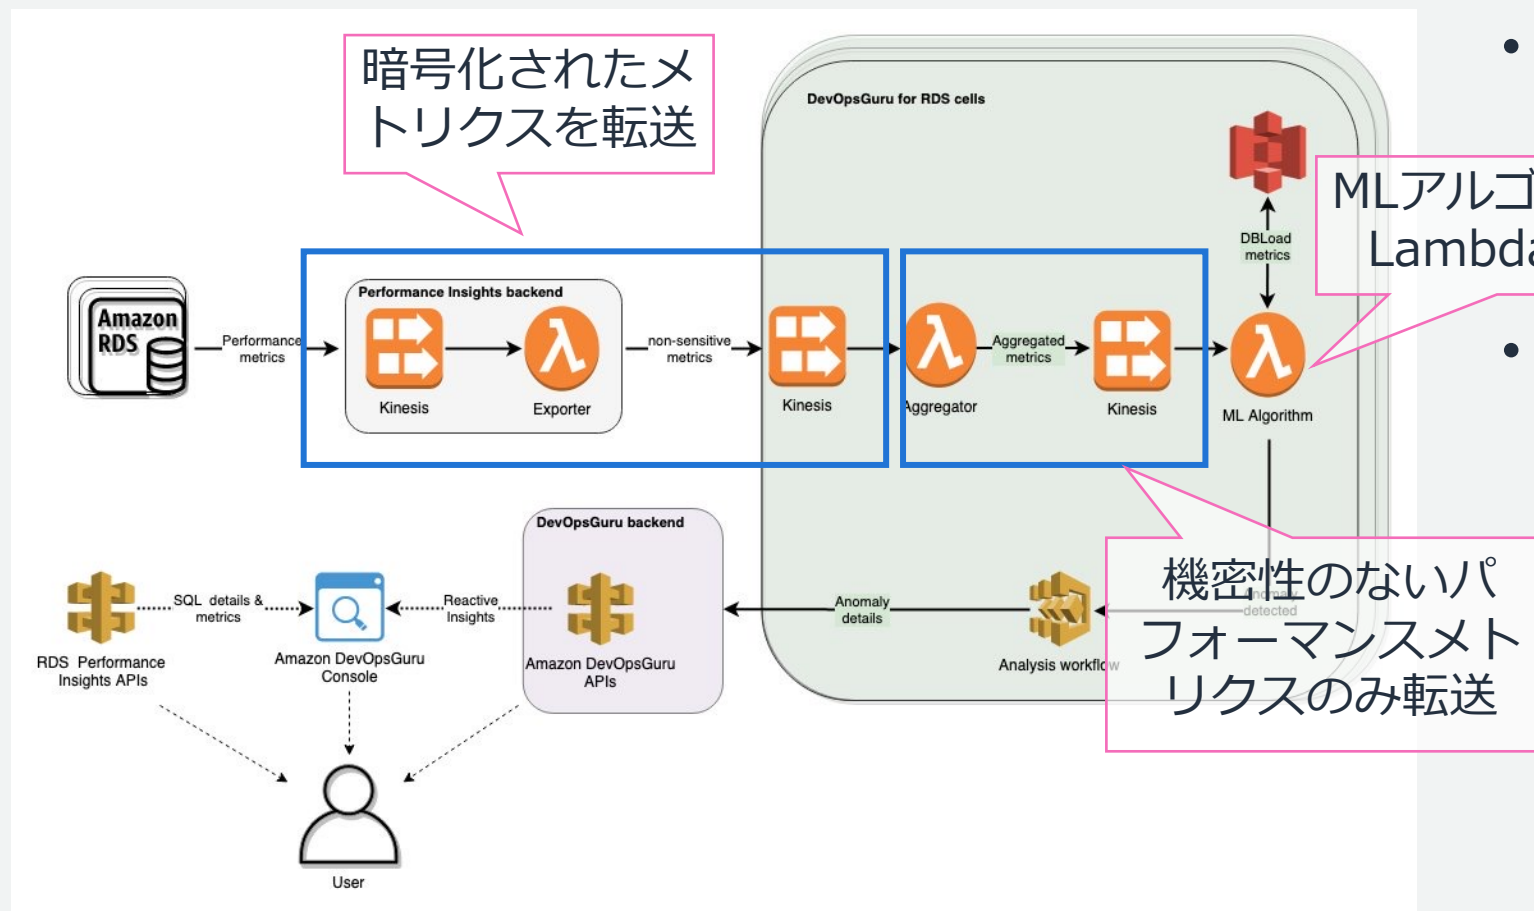 暗号化されたメ
トリクスを転送
DevOpsGuru for RDS cells
MLアルゴ
Lambda
DBLoad
metrics
Performance Insights backend
Amazon
RDS
Performance
metrics
non-sensitive
metrics
Aggregated
metrics
Kinesis
Exporter
Kinesis
Aggregator
Kinesis
ML Algorithm
DevOpsGuru backend
機密性のないパ
フォーマンスメト
リクスのみ転送
Anomaly
detected
SQL details &
metrics
Reactive
Insights
Anomaly
details
RDS Performance
Insights APIs
Amazon DevOpsGuru
Console
Amazon DevOpsGuru
APIs
Analysis workflow
User